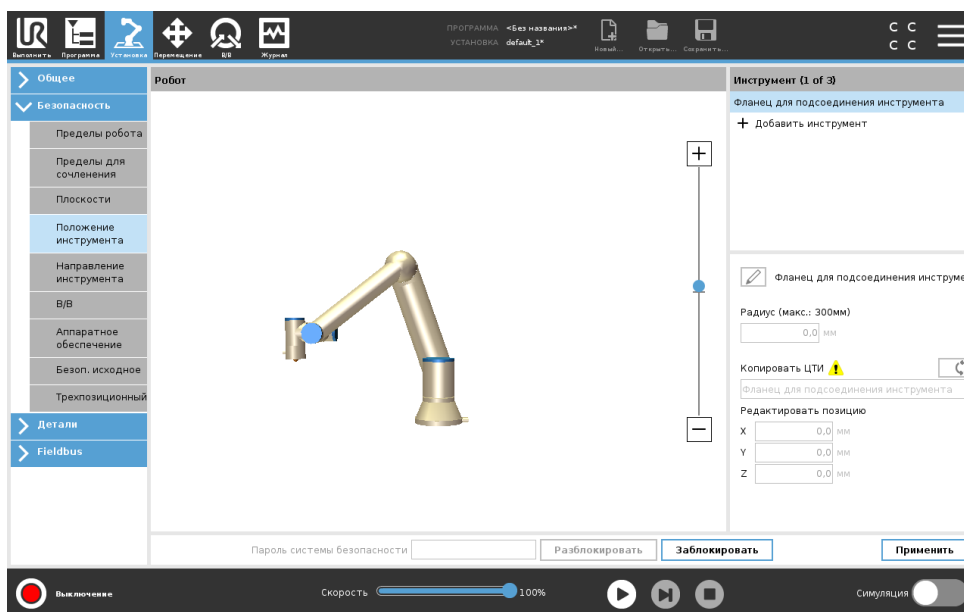 UR
ПРОГРАММА <Без названия>*
УСТАНОВКА default_1*
Выполнить Программа Установка Перемещение В/В Журнал
Новый... Открыть... Сохранить...
C C
C C
Общее
Безопасность
Пределы робота
Пределы для
сочленения
Плоскости
Положение
инструмента
Направление
инструмента
В/В
Аппаратное
обеспечение
Безоп. исходное
Трехпозиционный
Детали
Fieldbus
Робот
Инструмент (1 of 3)
Фланец для подсоединения инструмента
Добавить инструмент
Фланец для подсоединения инструме
Радиус (макс.: 300мм)
0,0 мм
Копировать ЦТИ
Фланец для подсоединения инструмента
Редактировать позицию
X 0,0 мм
Y 0,0 мм
Z 0,0 мм
Пароль системы безопасности Разблокировать Заблокировать Применить
Выключение Скорость 100% Симуляция